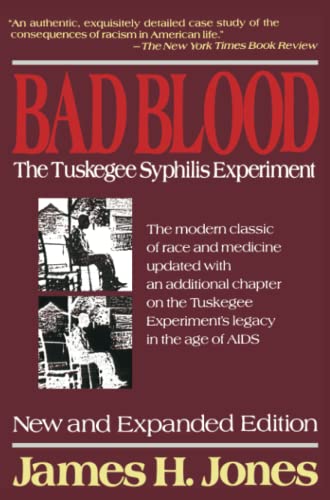 "An authentic, exquisitely detailed case study of the
consequences of racism in American life."
—The New York Times Book Review
BAD BLOOD
The Tuskegee Syphilis Experiment
The modern classic
of race and medicine
updated with
an additional chapter
on the Tuskegee
Experiment's legacy
in the age of AIDS
New and Expanded Edition
James H. Jones